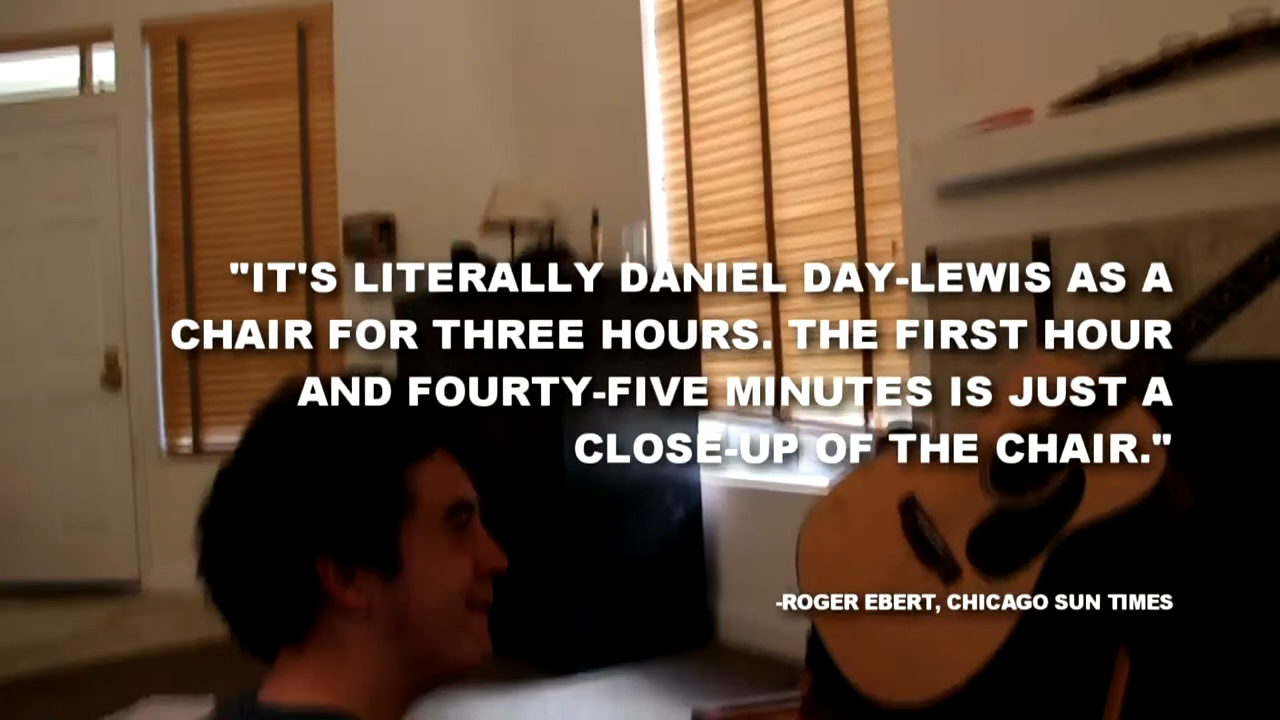 "IT'S LITERALLY DANIEL DAY-LEWIS AS A
CHAIR FOR THREE HOURS. THE FIRST HOUR
AND FOURTY-FIVE MINUTES IS JUST A
CLOSE-UP OF THE CHAIR."
-ROGER EBERT, CHICAGO SUN TIMES